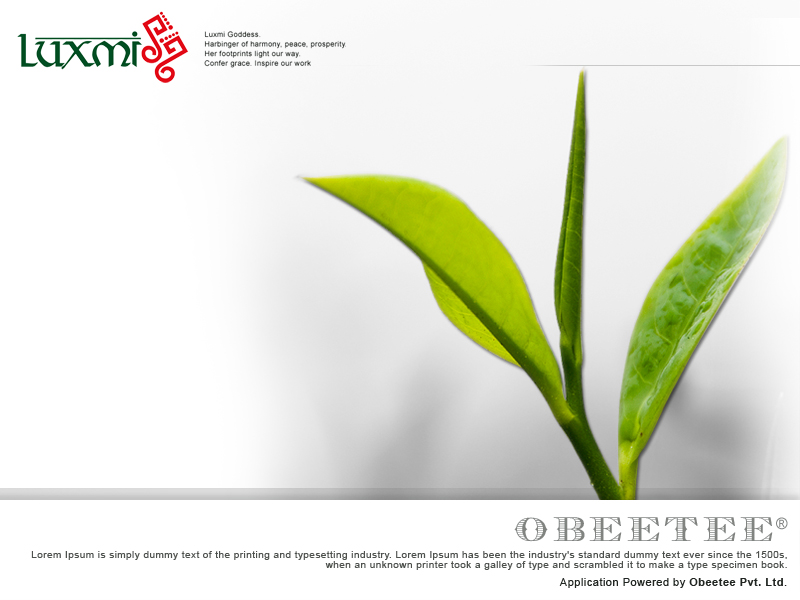 Luxmi
Luxmi Goddess.
Harbinger of harmony, peace, prosperity
Her footprints light our way.
Confer grace. Inspire our work
OBEETEE®
Lorem Ipsum is simply dummy text of the printing and typesetting industry. Lorem Ipsum has been the industry's standard dummy text ever since the 1500s,
when an unknown printer took a galley of type and scrambled it to make a type specimen book.
Application Powered by Obeetee Pvt. Ltd.